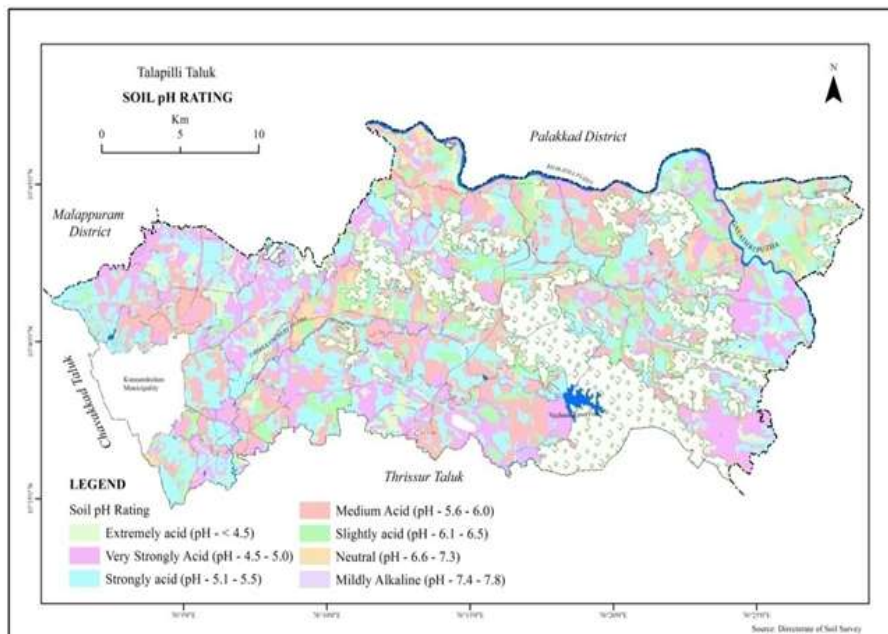 Talapilli Taluk
SOIL pH RATING
Km
0 5 10
N
Palakkad District
Malappuram
District
Kunnamkulam
Municipality
Chavakkad Taluk
Thrissur Taluk
LEGEND
Soil pH Rating
Extremely acid (pH - < 4.5)
Very Strongly Acid (pH - 4.5 - 5.0)
Strongly acid (pH - 5.1 - 5.5)
Medium Acid (pH - 5.6 - 6.0)
Slightly acid (pH - 6.1 - 6.5)
Neutral (pH - 6.6 - 7.3)
Mildly Alkaline (pH - 7.4 - 7.8)
Source: Directorate of Soil Survey